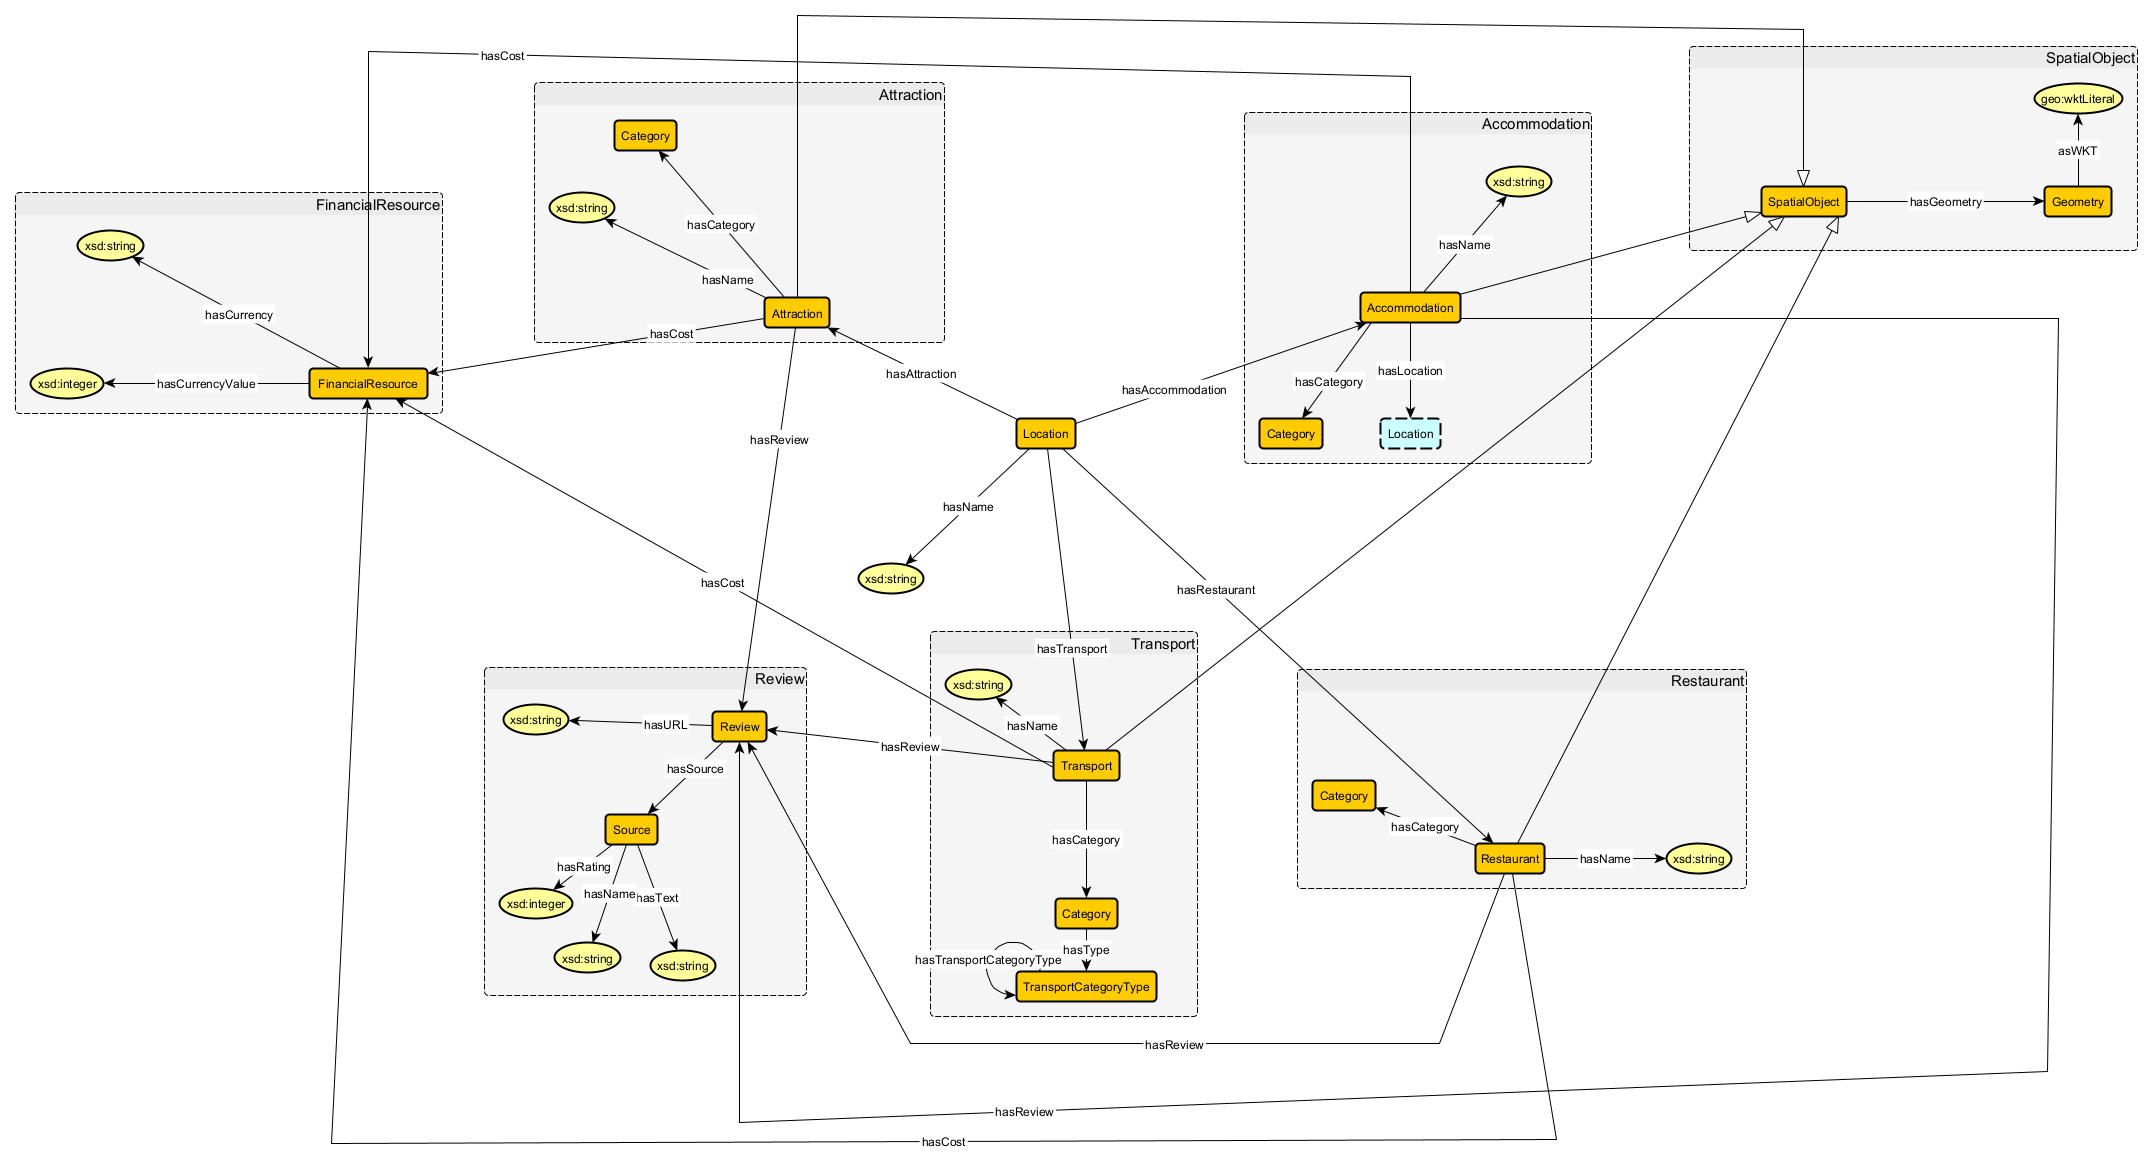 hasCost
SpatialObject
Attraction
geo:wktLiteral
Accommodation
Category
asWKT
xsd:string
SpatialObject
hasGeometry
Geometry
FinancialResource
xsd:string
hasCategory
xsd:string
hasName
hasName
Attraction
Accommodation
hasCurrency
hasCost
hasCurrencyValue
xsd:integer
FinancialResource
hasAttraction
hasAccommodation
hasCategory
hasLocation
Location
Category
Location
hasReview
hasName
xsd:string
hasCost
hasRestaurant
Transport
hasTransport
Review
xsd:string
Restaurant
xsd:string
hasURL
Review
hasName
hasReview
hasSource
Transport
Category
Source
hasCategory
hasCategory
Restaurant
hasName
xsd:string
hasRating
hasName
hasText
xsd:integer
Category
xsd:string
xsd:string
hasType
hasTransportCategoryType
TransportCategoryType
hasReview
hasReview
hasCost